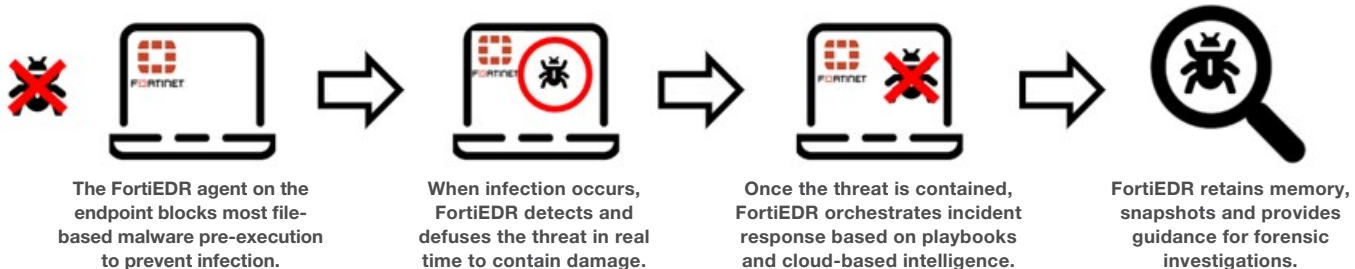 FORTINET
FORTINET
FORTINET
The FortiEDR agent on the
endpoint blocks most file-
based malware pre-execution
to prevent infection.
When infection occurs,
FortiEDR detects and
defuses the threat in real
time to contain damage.
Once the threat is contained,
FortiEDR orchestrates incident
response based on playbooks
and cloud-based intelligence.
FortiEDR retains memory,
snapshots and provides
guidance for forensic
investigations.